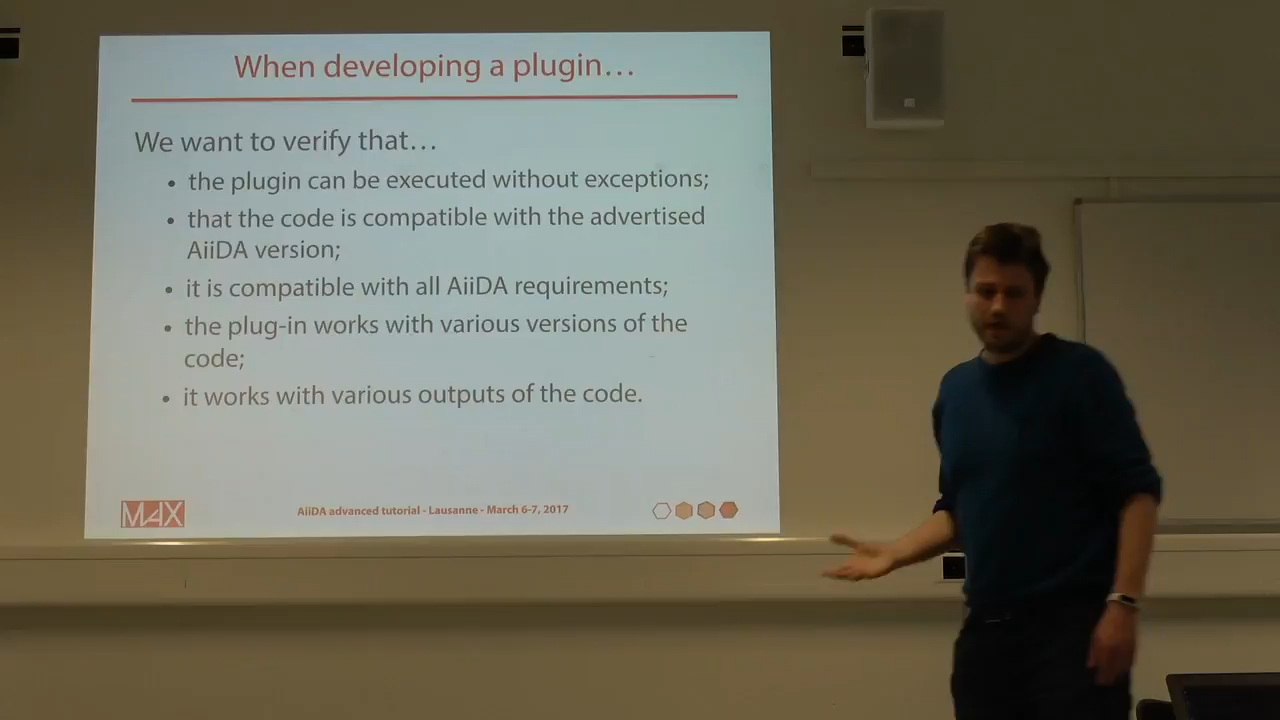 When developing a plugin…
We want to verify that…
• the plugin can be executed without exceptions;
• that the code is compatible with the advertised
AiiDA version;
• it is compatible with all AiiDA requirements;
• the plug-in works with various versions of the
code;
• it works with various outputs of the code.
MAX
AiiDA advanced tutorial - Lausanne - March 6-7, 2017